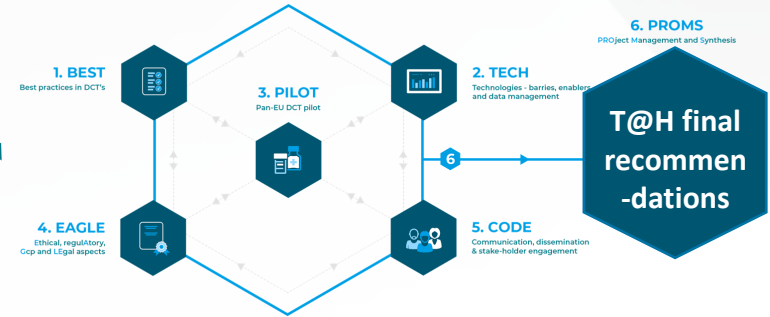 6. PROMS
PROject Management and Synthesis
1. BEST
Best practices in DCT's
2. TECH
Technologies - barries, enablers
and data management
3. PILOT
Pan-EU DCT pilot
T@H final
recommen
-dations
6
4. EAGLE
Ethical, regulAtory,
Gcp and LEgal aspects
5. CODE
Communication, dissemination
& stake-holder engagement